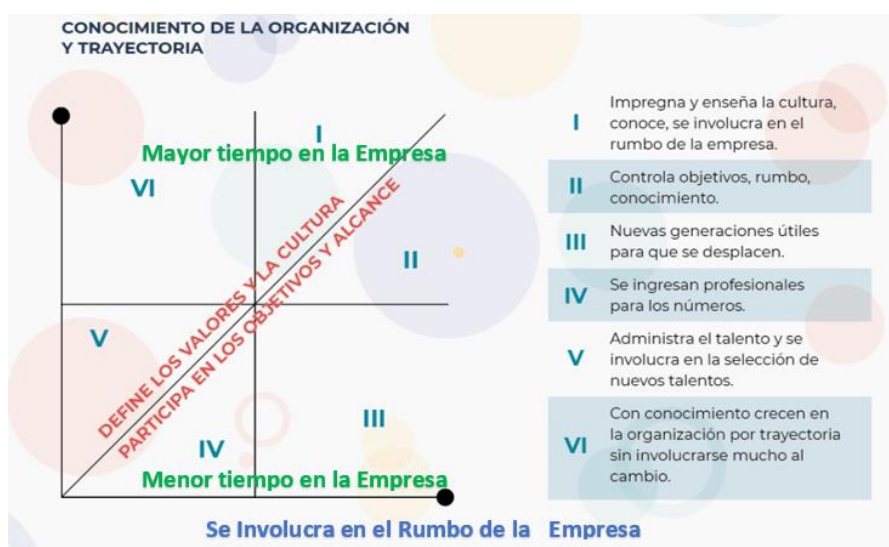 CONOCIMIENTO DE LA ORGANIZACIÓN
Y TRAYECTORIA
I
Mayor tiempo en la Empresa
VI
II
DEFINE LOS VALORES Y LA CULTURA
PARTICIPA EN LOS OBJETIVOS Y ALCANCE
V
III
IV
Menor tiempo en la Empresa
Se Involucra en el Rumbo de la Empresa
I
Impregna y enseña la cultura,
conoce, se involucra en el
rumbo de la empresa.
II
Controla objetivos, rumbo,
conocimiento.
III
Nuevas generaciones útiles
para que se desplacen.
IV
Se ingresan profesionales
para los números.
V
Administra el talento y se
involucra en la selección de
nuevos talentos.
VI
Con conocimiento crecen en
la organización por trayectoria
sin involucrarse mucho al
cambio.